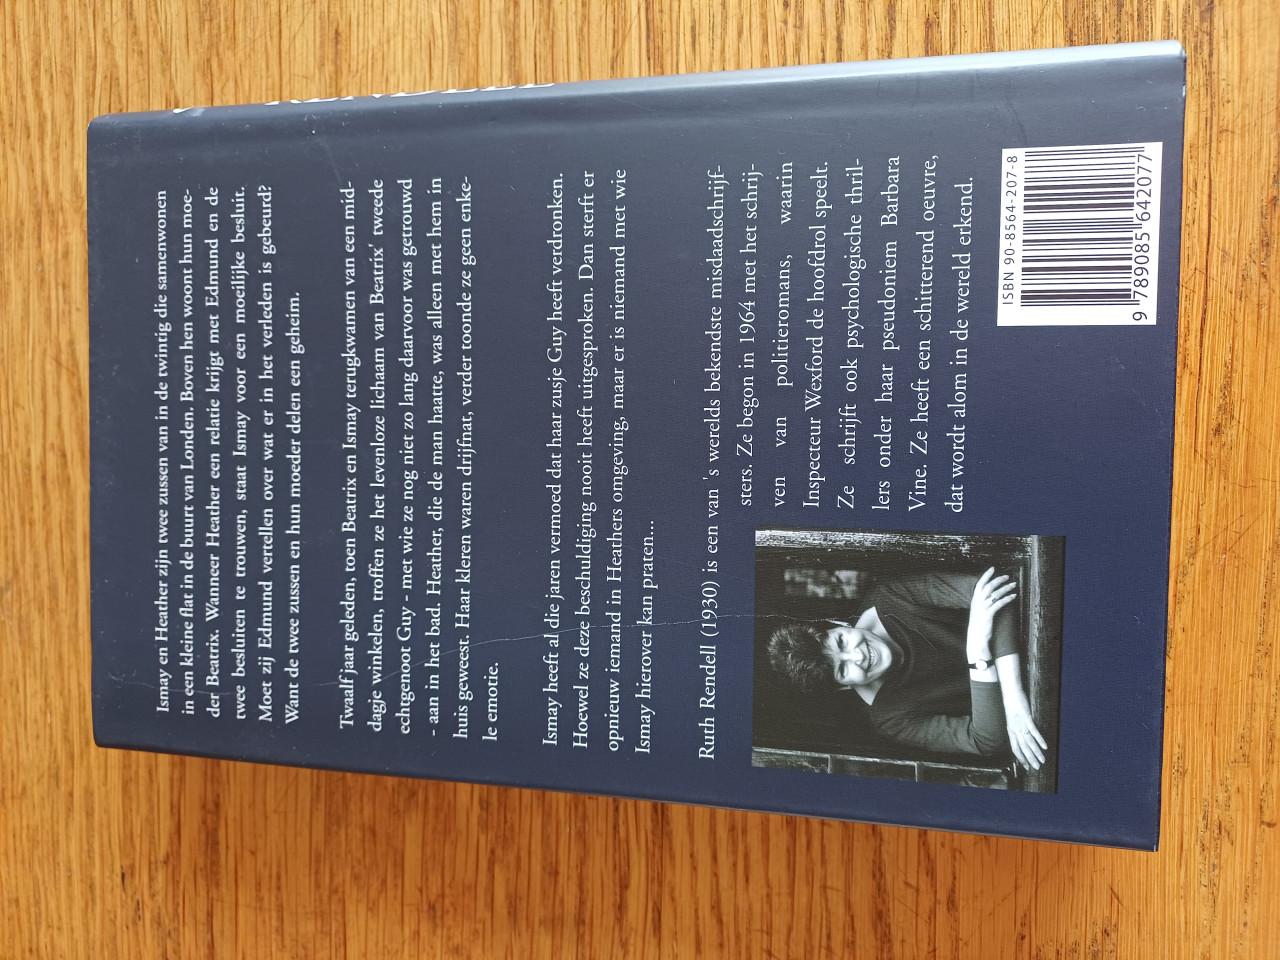 Ismay en Heather zijn twee zussen van in de twintig die samenwonen
in een kleine flat in de buurt van Londen. Boven hen woont hun moe-
der Beatrix. Wanneer Heather een relatie krijgt met Edmund en de
twee besluiten te trouwen, staat Ismay voor een moeilijke besluit.
Moet zij Edmund vertellen over wat er in het verleden is gebeurd?
Want de twee zussen en hun moeder delen een geheim.
Twaalf jaar geleden, toen Beatrix en Ismay terugkwamen van een mid-
dagje winkelen, troffen ze het levenloze lichaam van Beatrix' tweede
echtgenoot Guy - met wie ze nog niet zo lang daarvoor was getrouwd
- aan in het bad. Heather, die de man haatte, was alleen met hem in
huis geweest. Haar kleren waren drijfnat, verder toonde ze geen enke-
le emotie.
Ismay heeft al die jaren vermoed dat haar zusje Guy heeft verdronken.
Hoewel ze deze beschuldiging nooit heeft uitgesproken. Dan sterft er
opnieuw iemand in Heathers omgeving, maar er is niemand met wie
Ismay hierover kan praten...
Ruth Rendell (1930) is een van 's werelds bekendste misdaadschrijf-
sters. Ze begon in 1964 met het schrij-
ven van politieromans, waarin
Inspecteur Wexford de hoofdrol speelt.
Ze schrijft ook psychologische thril-
lers onder haar pseudoniem Barbara
Vine. Ze heeft een schitterend oeuvre,
dat wordt alom in de wereld erkend.
ISBN 90-8564-207-8
9 789085 642077